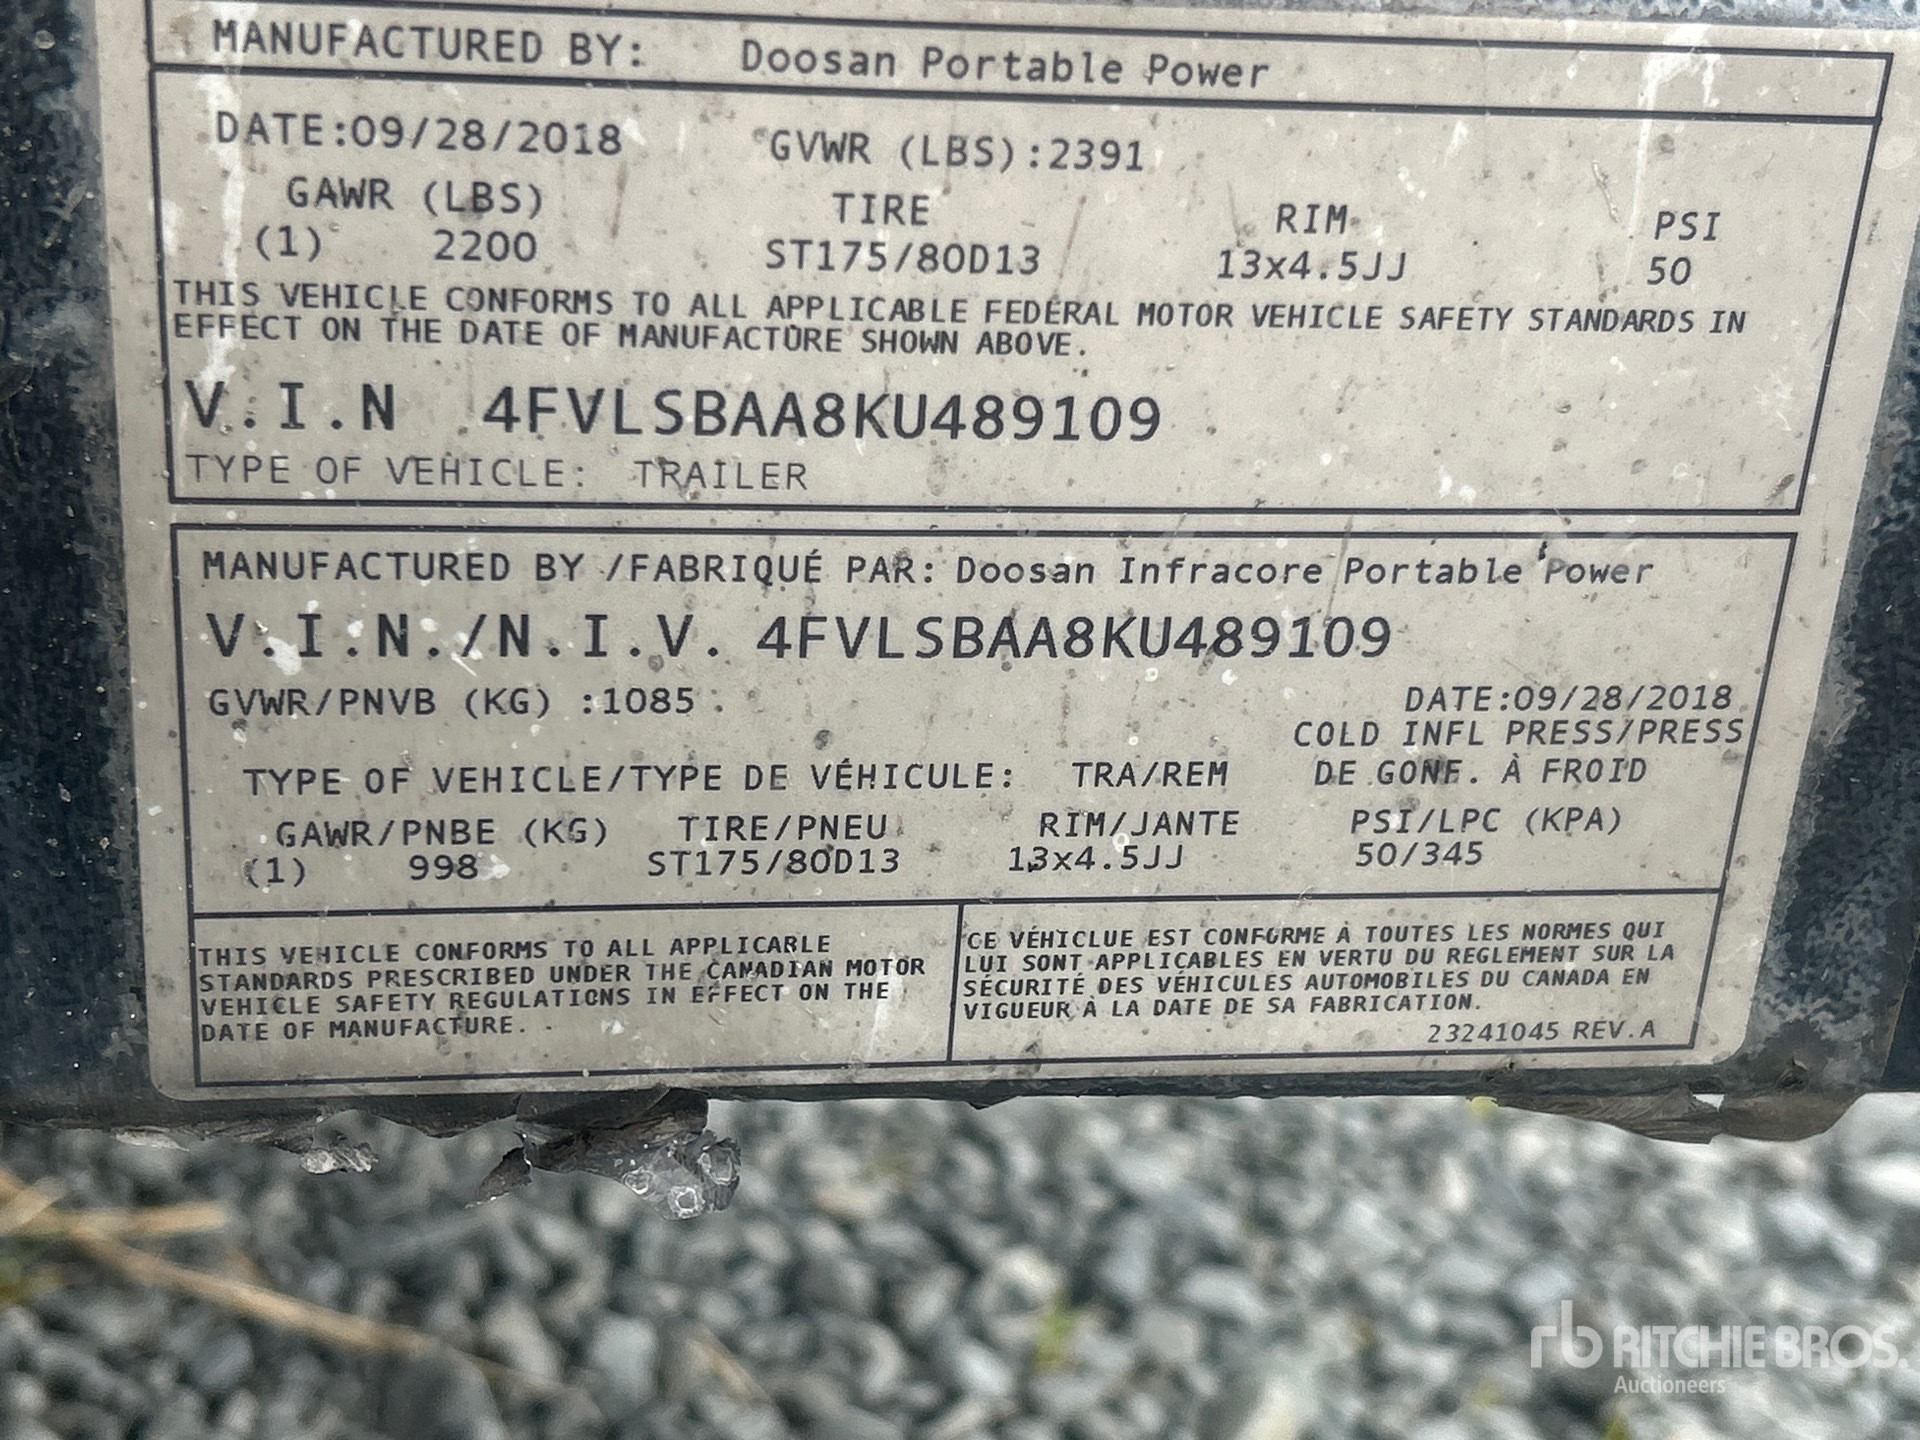 MANUFACTURED BY: Doosan Portable Power
DATE:09/28/2018 GVWR (LBS):2391
GAWR (LBS) TIRE RIM PSI
(1) 2200 ST175/80D13 13x4.5JJ 50
THIS VEHICLE CONFORMS TO ALL APPLICABLE FEDERAL MOTOR VEHICLE SAFETY STANDARDS IN
EFFECT ON THE DATE OF MANUFACTURE SHOWN ABOVE.
V.I.N 4FVLSBAA8KU489109
TYPE OF VEHICLE: TRAILER
MANUFACTURED BY /FABRIQUÉ PAR: Doosan Infracore Portable Power
V.I.N./N.I.V. 4FVLSBAA8KU489109
GVWR/PNVB (KG) :1085 DATE:09/28/2018
COLD INFL PRESS/PRESS
TYPE OF VEHICLE/TYPE DE VÉHICULE: TRA/REM DE GONF. À FROID
GAWR/PNBE (KG) TIRE/PNEU RIM/JANTE PSI/LPC (KPA)
(1) 998 ST175/80D13 13x4.5JJ 50/345
THIS VEHICLE CONFORMS TO ALL APPLICABLE
STANDARDS PRESCRIBED UNDER THE CANADIAN MOTOR
VEHICLE SAFETY REGULATIONS IN EFFECT ON THE
DATE OF MANUFACTURE.
CE VÉHICLUE EST CONFORME À TOUTES LES NORMES QUI
LUI SONT APPLICABLES EN VERTU DU REGLEMENT SUR LA
SÉCURITÉ DES VÉHICULES AUTOMOBILES DU CANADA EN
VIGUEUR À LA DATE DE SA FABRICATION.
23241045 REV.A
rb RITCHIE BROS.
Auctioneers